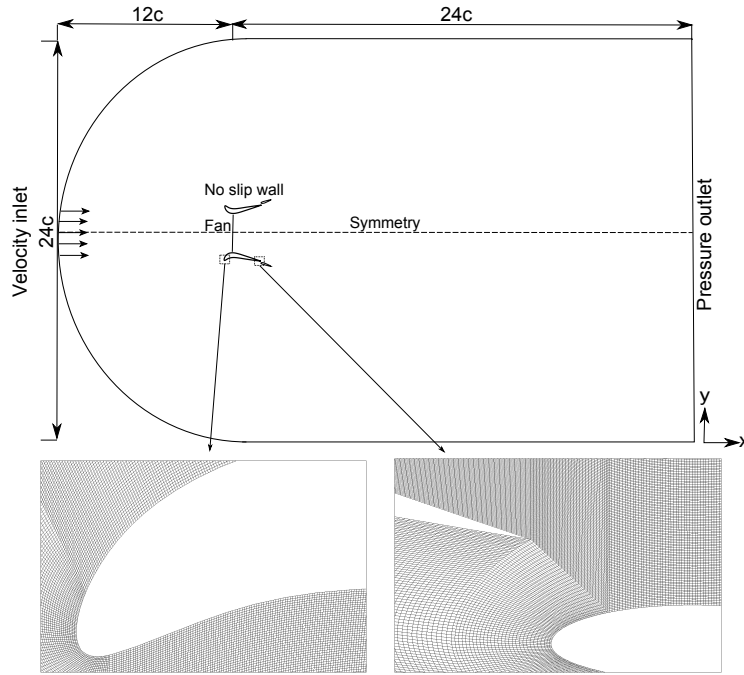 12c
24c
No slip wall
Fan
Symmetry
Velocity inlet
24c
Pressure outlet
y
x